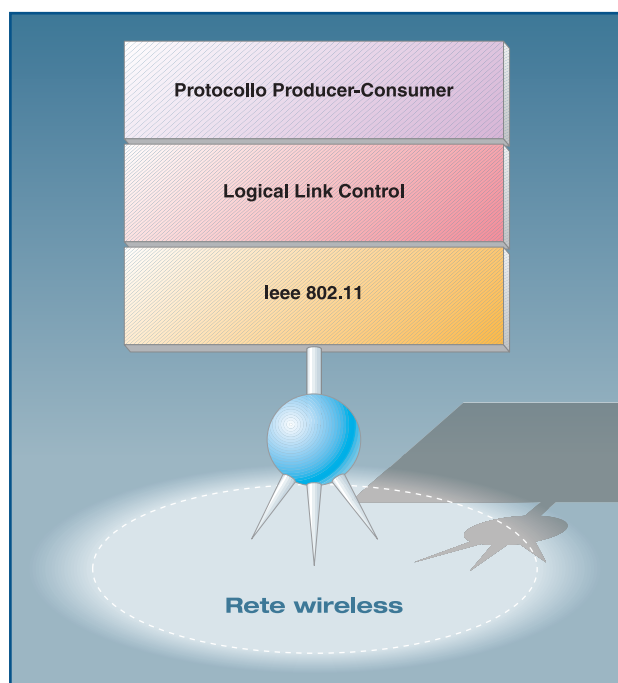 Protocollo Producer-Consumer
Logical Link Control
Ieee 802.11
Rete wireless